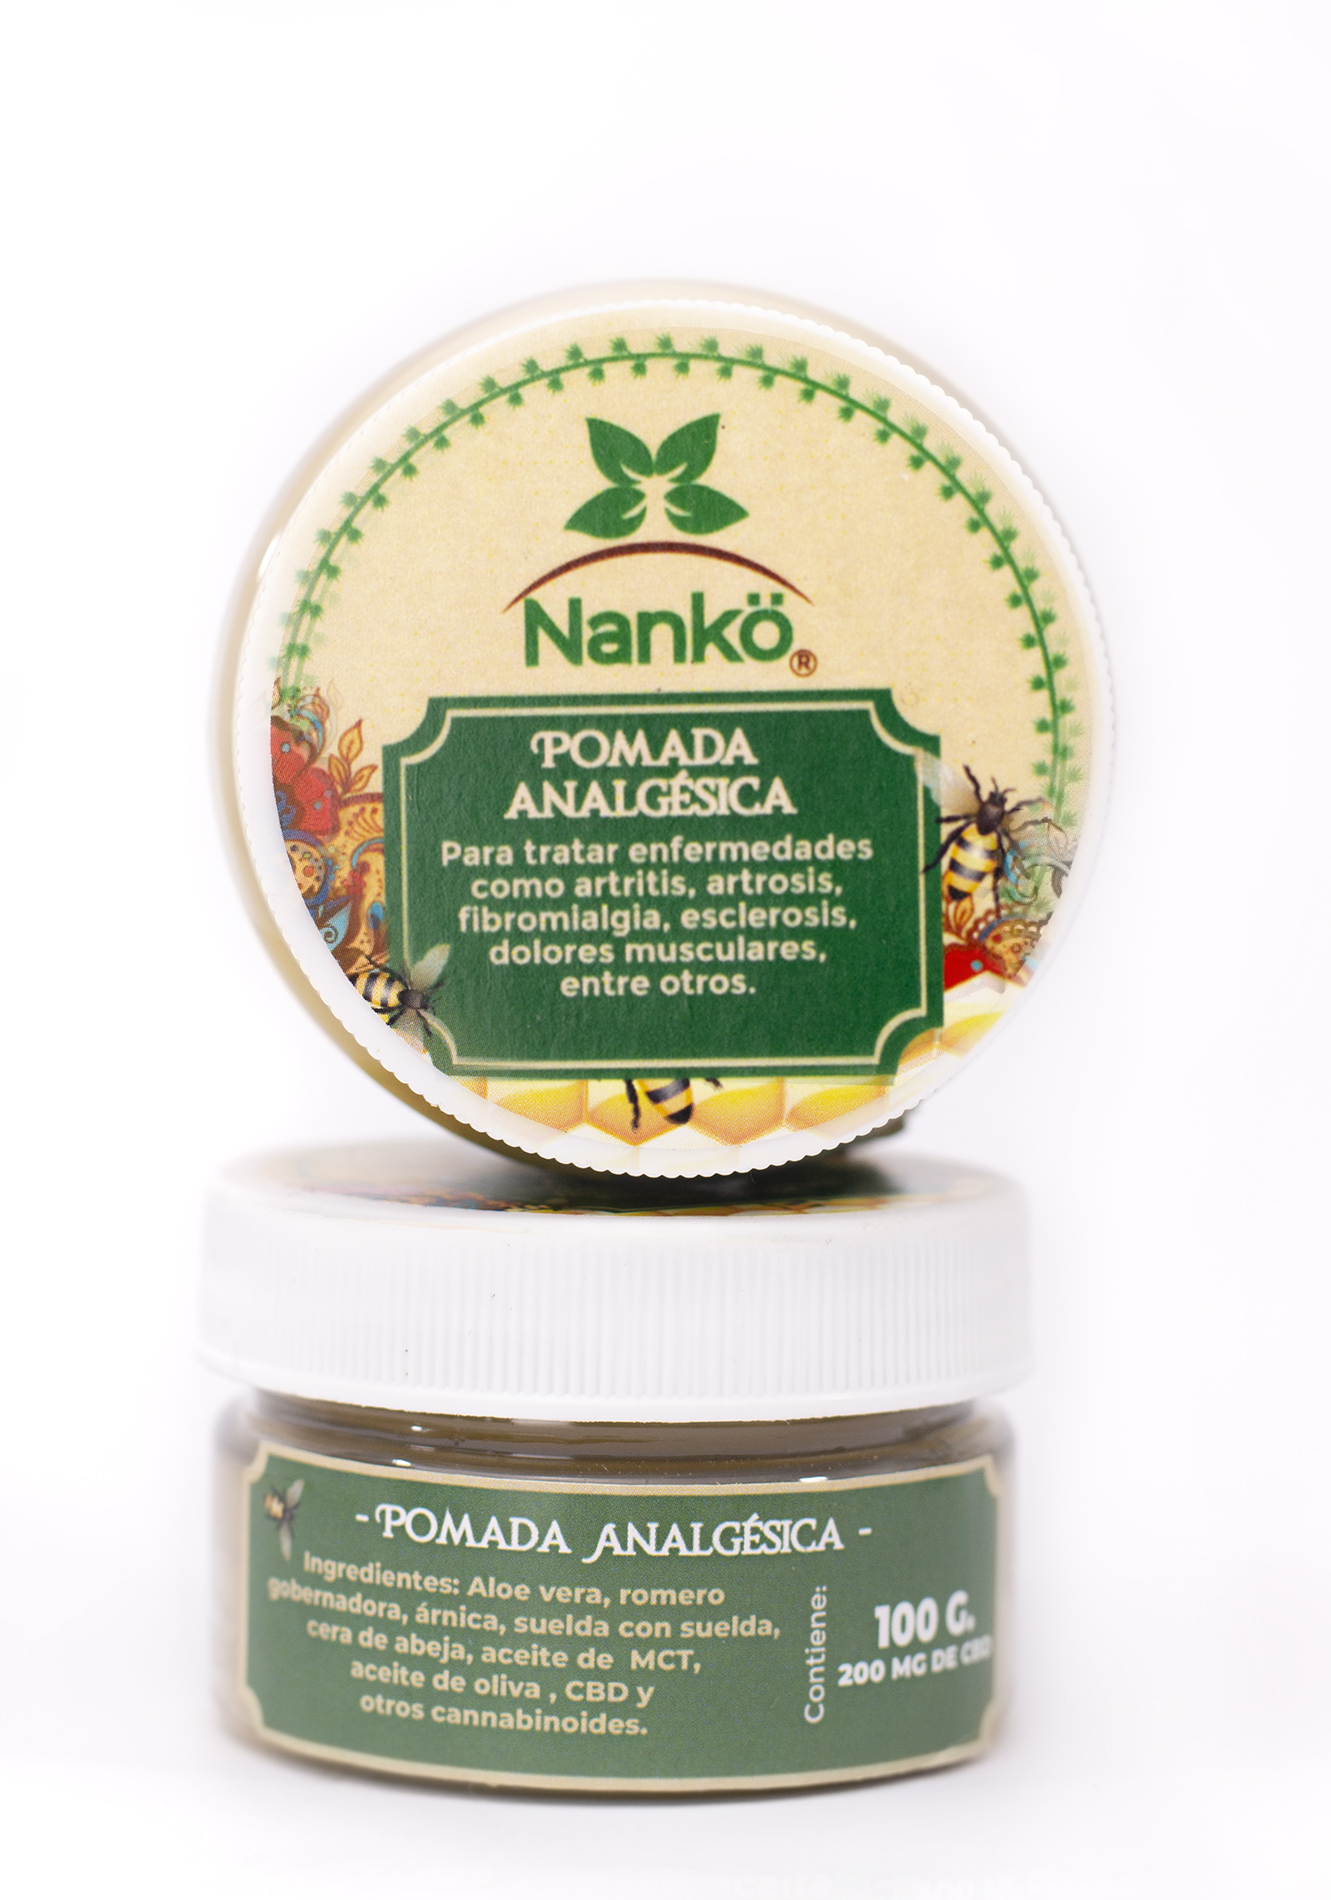 Nankö®
POMADA
ANALGÉSICA
Para tratar enfermedades
como artritis, artrosis,
fibromialgia, esclerosis,
dolores musculares,
entre otros.
- POMADA ANALGÉSICA -
Ingredientes: Aloe vera, romero
gobernadora, árnica, suelda con suelda,
cera de abeja, aceite de MCT,
aceite de oliva , CBD y
otros cannabinoides.
Contiene:
100 G.
200 MG DE CBD